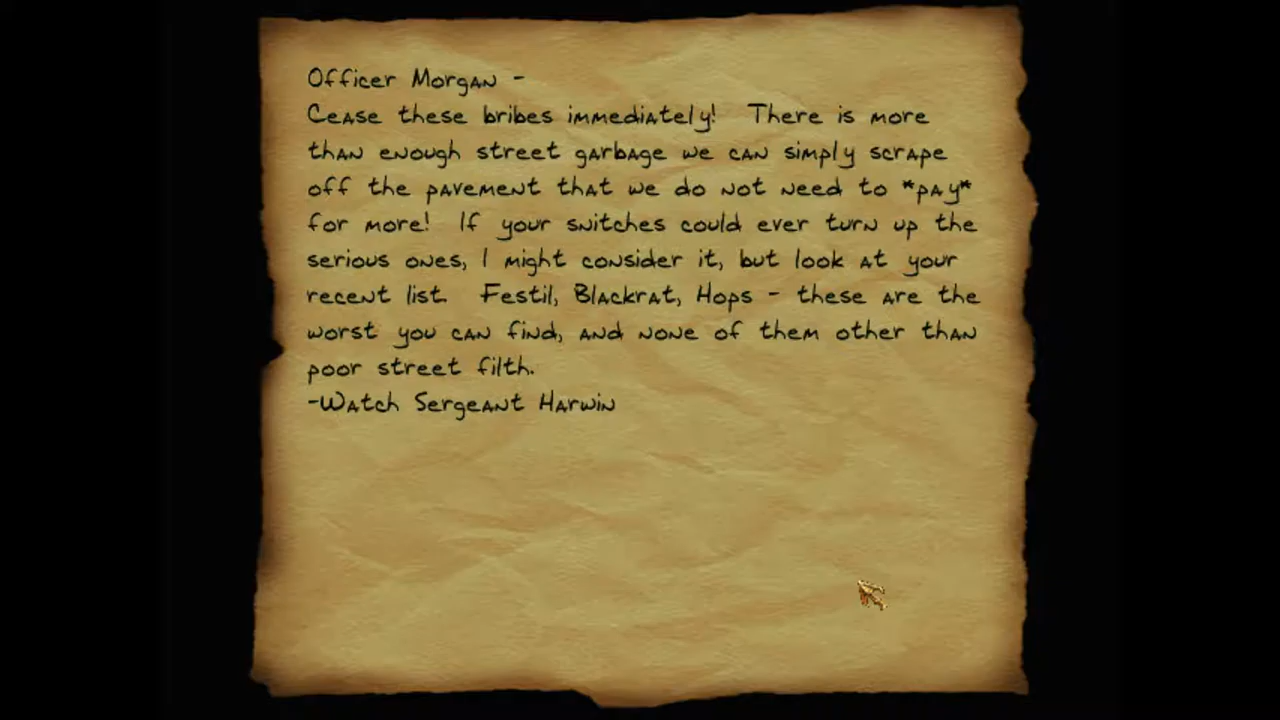 Officer Morgan -
Cease these bribes immediately!  There is more
than enough street garbage we can simply scrape
off the pavement that we do not need to *pay*
for more!  If your snitches could ever turn up the
serious ones, I might consider it, but look at your
recent list.  Festil, Blackrat, Hops - these are the
worst you can find, and none of them other than
poor street filth.
-Watch Sergeant Harwin